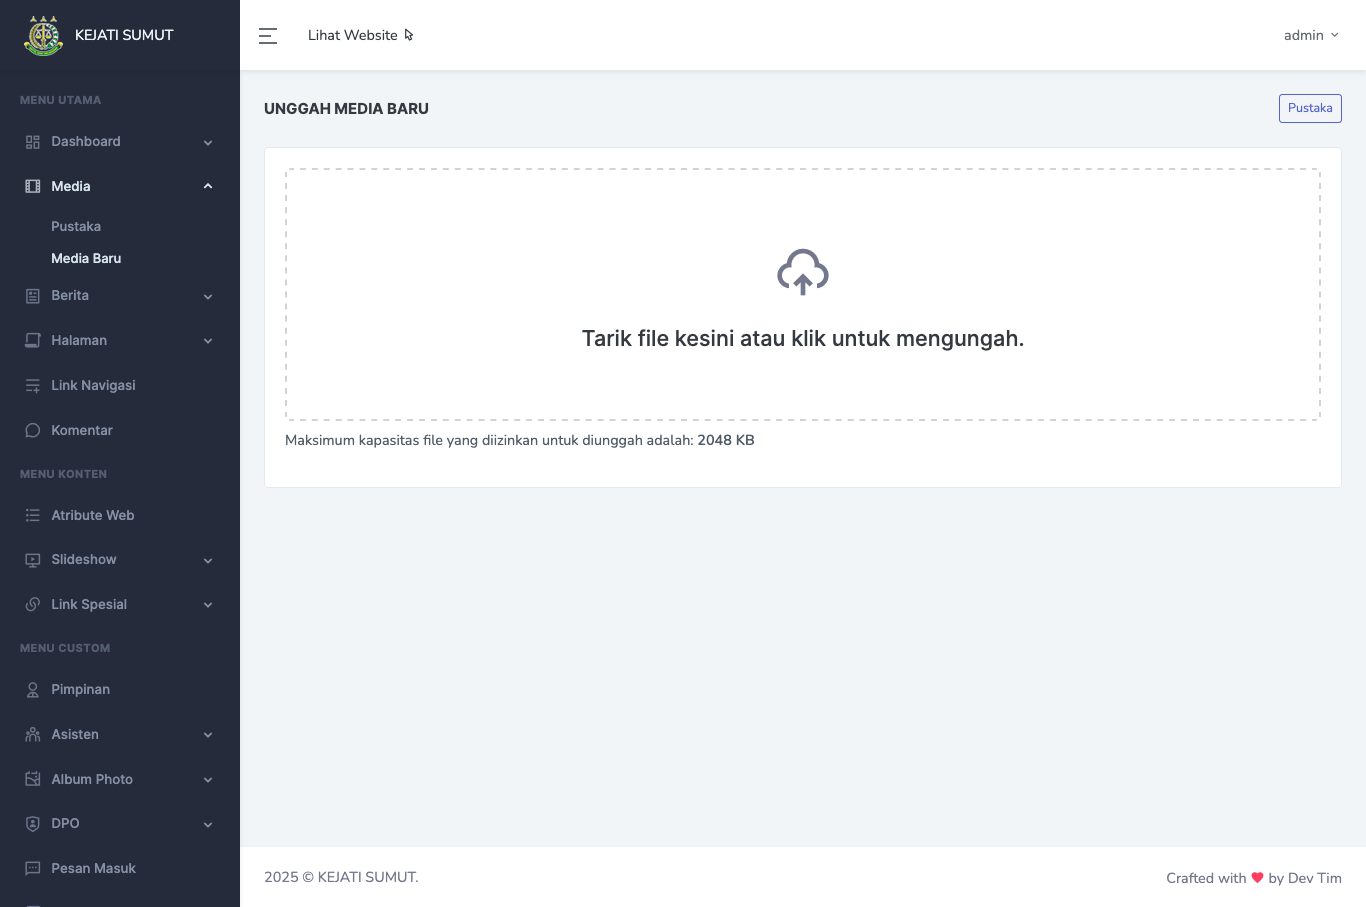 KEJATI SUMUT
Lihat Website
admin
MENU UTAMA
Dashboard
Media
Pustaka
Media Baru
Berita
Halaman
Link Navigasi
Komentar
MENU KONTEN
Atribute Web
Slideshow
Link Spesial
MENU CUSTOM
Pimpinan
Asisten
Album Photo
DPO
Pesan Masuk
UNGGAH MEDIA BARU
Pustaka
Tarik file kesini atau klik untuk mengungah.
Maksimum kapasitas file yang diizinkan untuk diunggah adalah: 2048 KB
2025 © KEJATI SUMUT.
Crafted with ❤ by Dev Tim